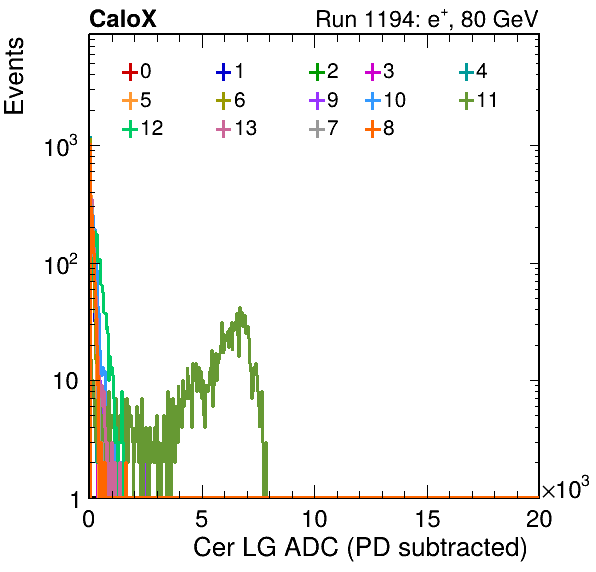 CaloX Run 1194: e⁺, 80 GeV
Events
0 1 2 3 4
5 6 9 10 11
12 13 7 8
10³
10²
10
1
0 5 10 15 20
×10³
Cer LG ADC (PD subtracted)